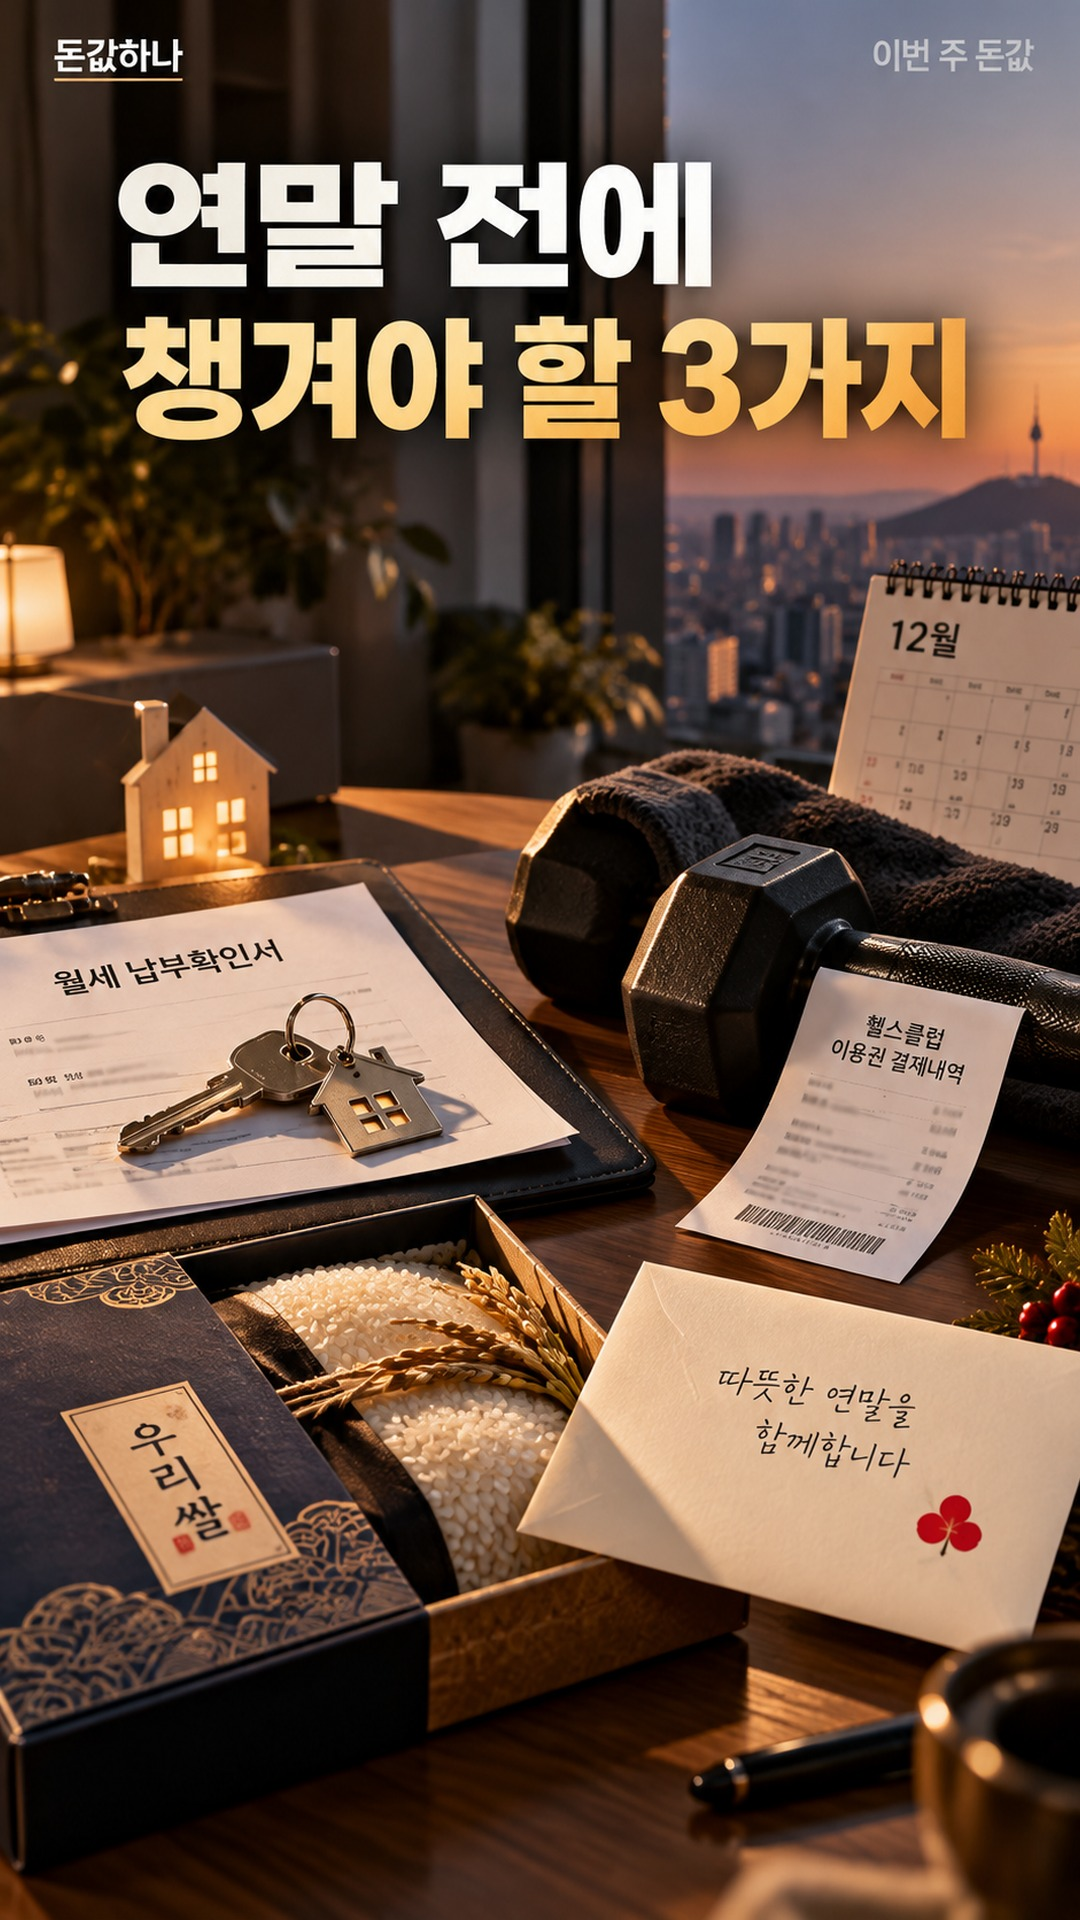 돈값하나
이번 주 돈값
연말 전에
챙겨야 할 3가지
12월
월세 납부확인서
헬스클럽
이용권 결제내역
우리쌀
따뜻한 연말을
함께합니다